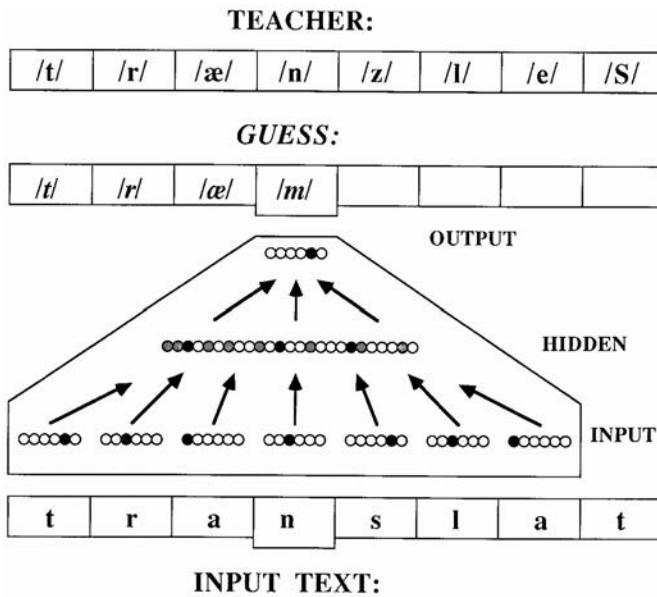 TEACHER:
/t/ /r/ /æ/ /n/ /z/ /l/ /e/ /S/
GUESS:
/t/ /r/ /æ/ /m/
OUTPUT
HIDDEN
INPUT
t r a n s l a t
INPUT TEXT: